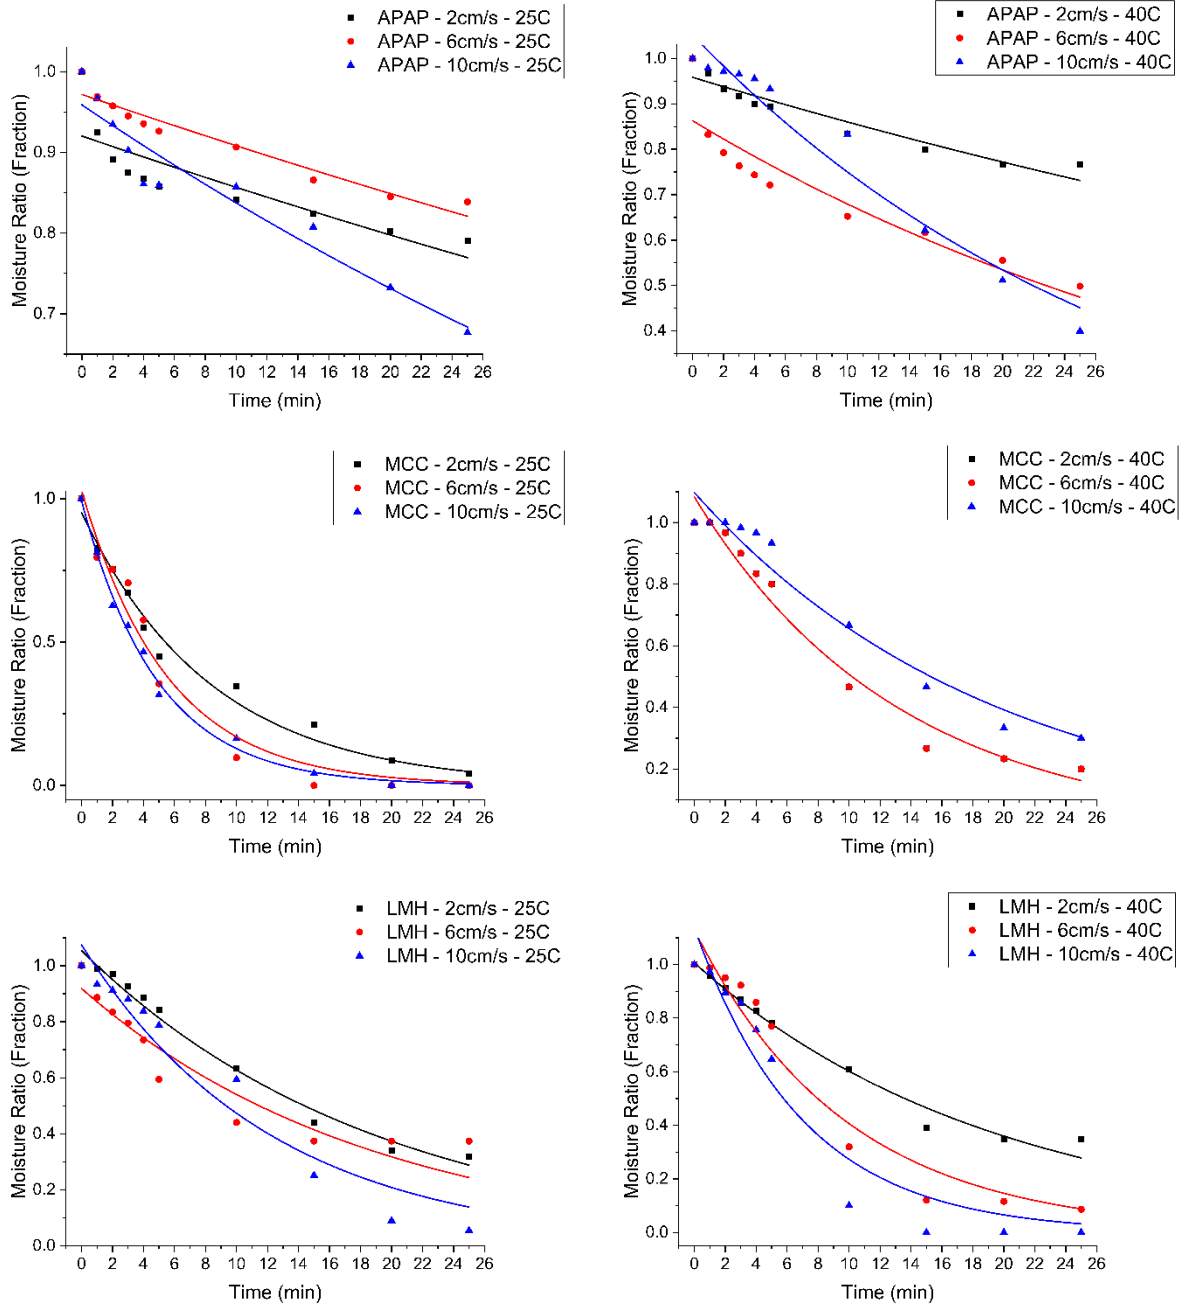 APAP - 2cm/s - 25C
APAP - 6cm/s - 25C
APAP - 10cm/s - 25C
1.0
0.9
0.8
0.7
Moisture Ratio (Fraction)
0 2 4 6 8 10 12 14 16 18 20 22 24 26
Time (min)
APAP - 2cm/s - 40C
APAP - 6cm/s - 40C
APAP - 10cm/s - 40C
1.0
0.9
0.8
0.7
0.6
0.5
0.4
Moisture Ratio (Fraction)
0 2 4 6 8 10 12 14 16 18 20 22 24 26
Time (min)
MCC - 2cm/s - 25C
MCC - 6cm/s - 25C
MCC - 10cm/s - 25C
1.0
0.5
0.0
Moisture Ratio (Fraction)
0 2 4 6 8 10 12 14 16 18 20 22 24 26
Time (min)
MCC - 2cm/s - 40C
MCC - 6cm/s - 40C
MCC - 10cm/s - 40C
1.0
0.8
0.6
0.4
0.2
Moisture Ratio (Fraction)
0 2 4 6 8 10 12 14 16 18 20 22 24 26
Time (min)
LMH - 2cm/s - 25C
LMH - 6cm/s - 25C
LMH - 10cm/s - 25C
1.0
0.8
0.6
0.4
0.2
0.0
Moisture Ratio (Fraction)
0 2 4 6 8 10 12 14 16 18 20 22 24 26
Time (min)
LMH - 2cm/s - 40C
LMH - 6cm/s - 40C
LMH - 10cm/s - 40C
1.0
0.8
0.6
0.4
0.2
0.0
Moisture Ratio (Fraction)
0 2 4 6 8 10 12 14 16 18 20 22 24 26
Time (min)